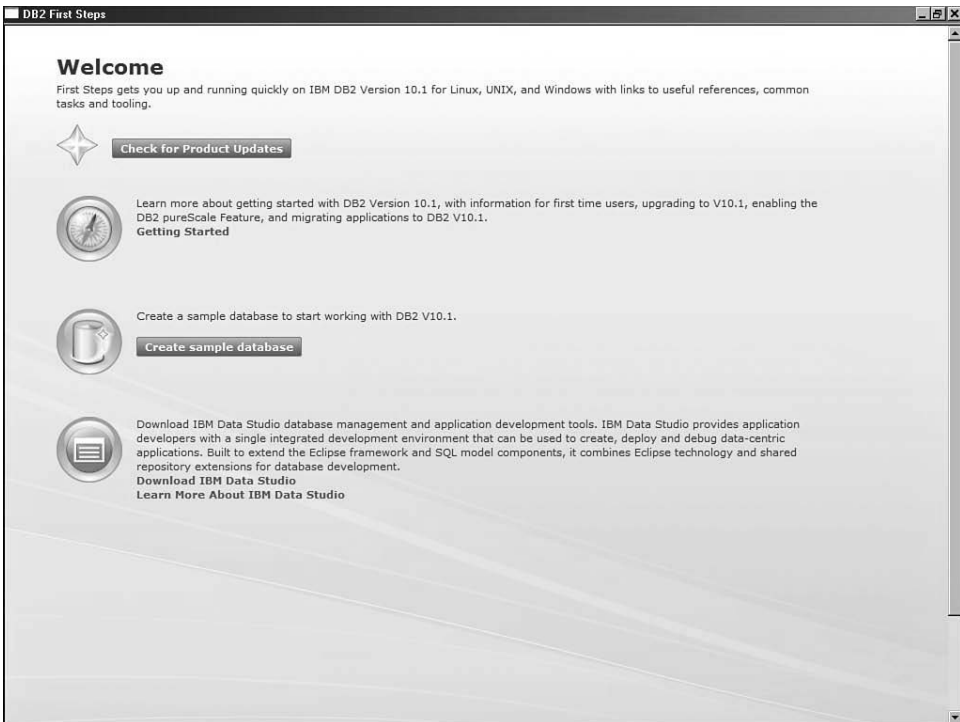 DB2 First Steps
Welcome
First Steps gets you up and running quickly on IBM DB2 Version 10.1 for Linux, UNIX, and Windows with links to useful references, common
tasks and tooling.
Check for Product Updates
Learn more about getting started with DB2 Version 10.1, with information for first time users, upgrading to V10.1, enabling the
DB2 pureScale Feature, and migrating applications to DB2 V10.1.
Getting Started
Create a sample database to start working with DB2 V10.1.
Create sample database
Download IBM Data Studio database management and application development tools. IBM Data Studio provides application
developers with a single integrated development environment that can be used to create, deploy and debug data-centric
applications. Built to extend the Eclipse framework and SQL model components, it combines Eclipse technology and shared
repository extensions for database development.
Download IBM Data Studio
Learn More About IBM Data Studio